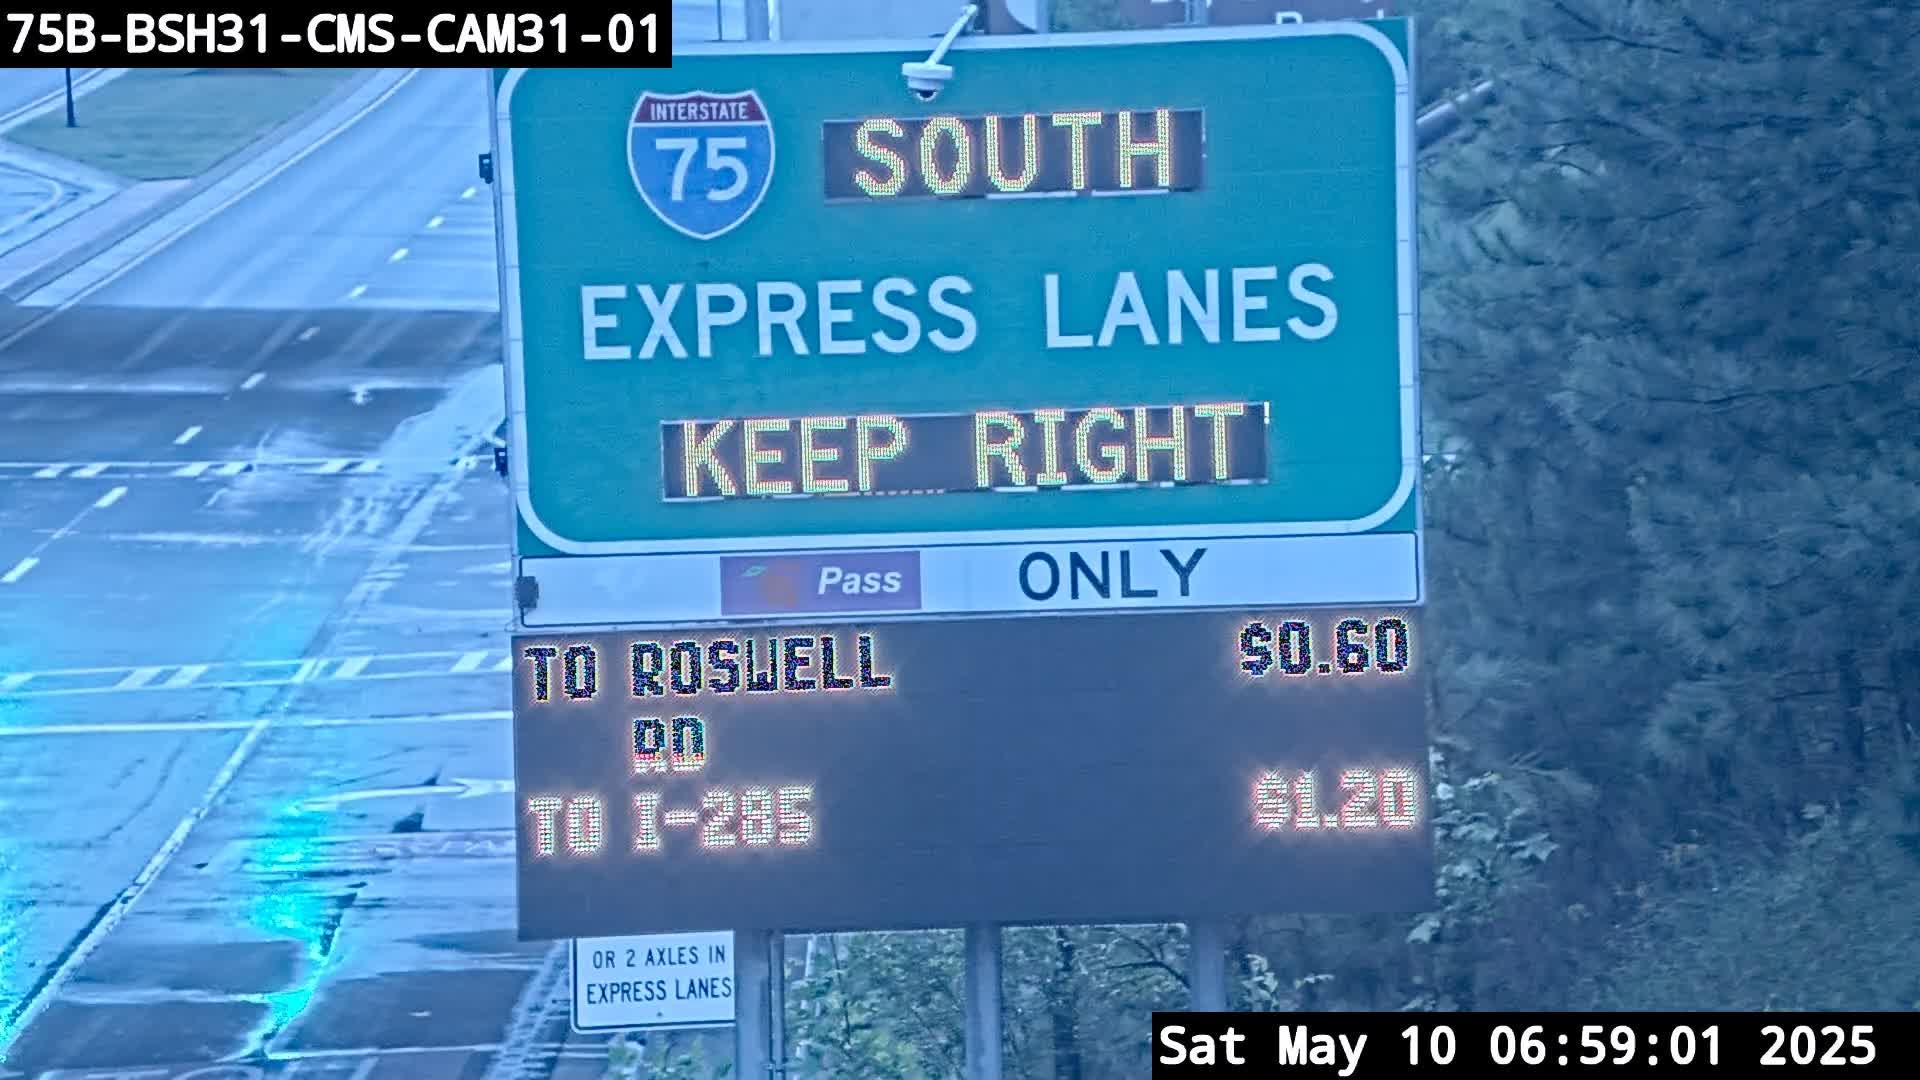 75B-BSH31-CMS-CAM31-01
INTERSTATE
75
SOUTH
EXPRESS LANES
KEEP RIGHT
Pass
ONLY
TO ROSWELL $0.60
RD
TO I-285 $1.20
OR 2 AXLES IN
EXPRESS LANES
Sat May 10 06:59:01 2025